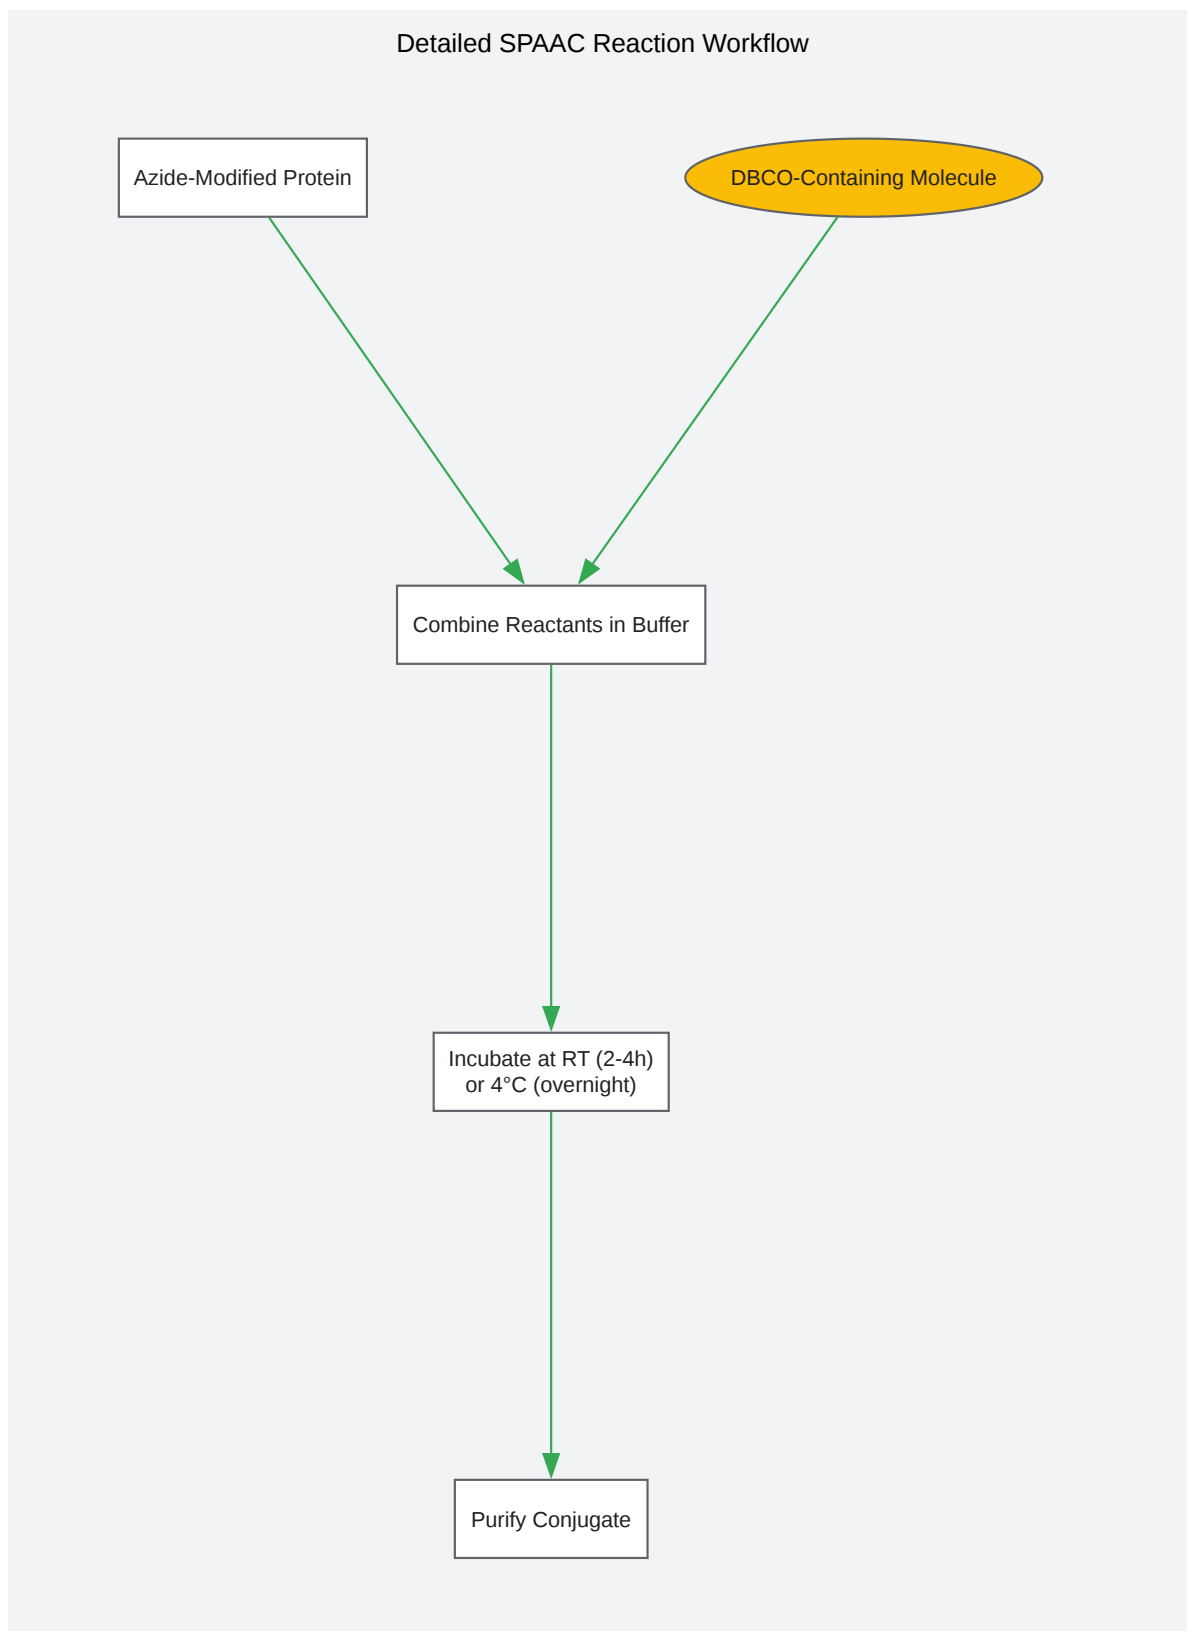 Detailed SPAAC Reaction Workflow
Azide-Modified Protein
DBCO-Containing Molecule
Combine Reactants in Buffer
Incubate at RT (2-4h)
or 4°C (overnight)
Purify Conjugate